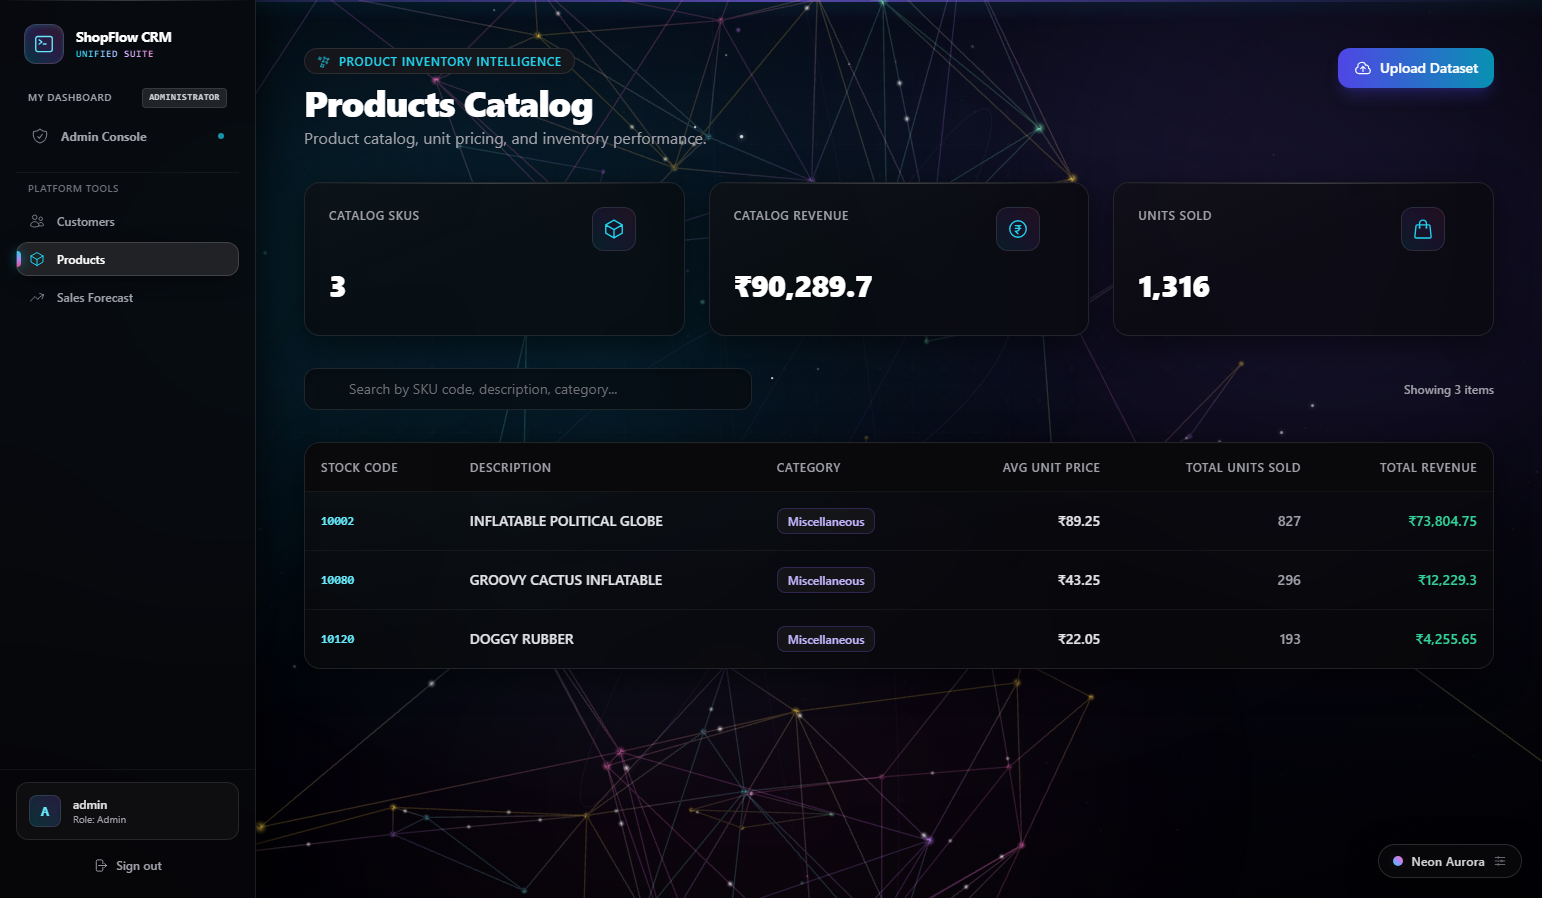 ShopFlow CRM
UNIFIED SUITE
MY DASHBOARD
ADMINISTRATOR
Admin Console
PLATFORM TOOLS
Customers
Products
Sales Forecast
admin
Role: Admin
A
Sign out
PRODUCT INVENTORY INTELLIGENCE
Products Catalog
Product catalog, unit pricing, and inventory performance.
Upload Dataset
CATALOG SKUS
3
CATALOG REVENUE
₹90,289.7
UNITS SOLD
1,316
Search by SKU code, description, category...
Showing 3 items
STOCK CODE DESCRIPTION CATEGORY AVG UNIT PRICE TOTAL UNITS SOLD TOTAL REVENUE
10002 INFLATABLE POLITICAL GLOBE Miscellaneous ₹89.25 827 ₹73,804.75
10080 GROOVY CACTUS INFLATABLE Miscellaneous ₹43.25 296 ₹12,229.3
10120 DOGGY RUBBER Miscellaneous ₹22.05 193 ₹4,255.65
Neon Aurora